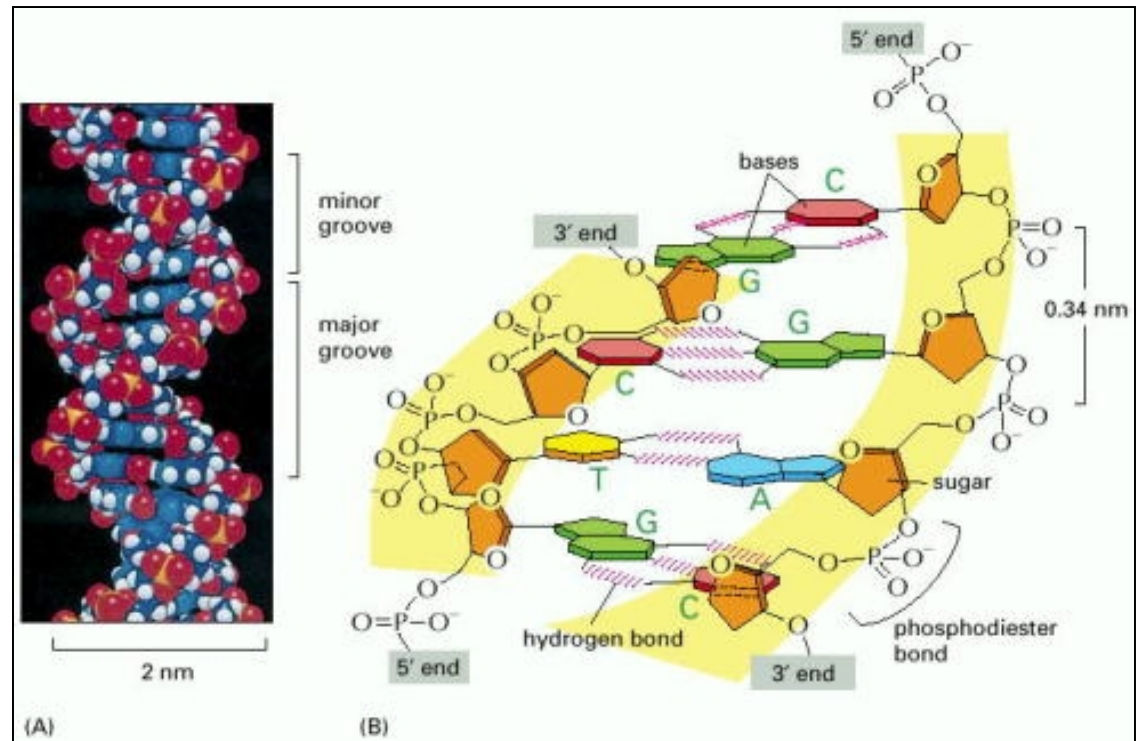 5′ end
O⁻
P
O
O
bases
C
O
O
minor
groove
3′ end
P=O
O⁻
O
O
G
O
0.34 nm
major
groove
O⁻
P
O
O
O
G
O
C
O
O⁻
O
P
O
O
P
O
O⁻
O
O
P
O
O⁻
O
T
A
sugar
O
O
G
O
O
P
O⁻
O
O
C
O=P–O⁻
O
hydrogen bond
phosphodiester
bond
5′ end
3′ end
2 nm
(A)
(B)